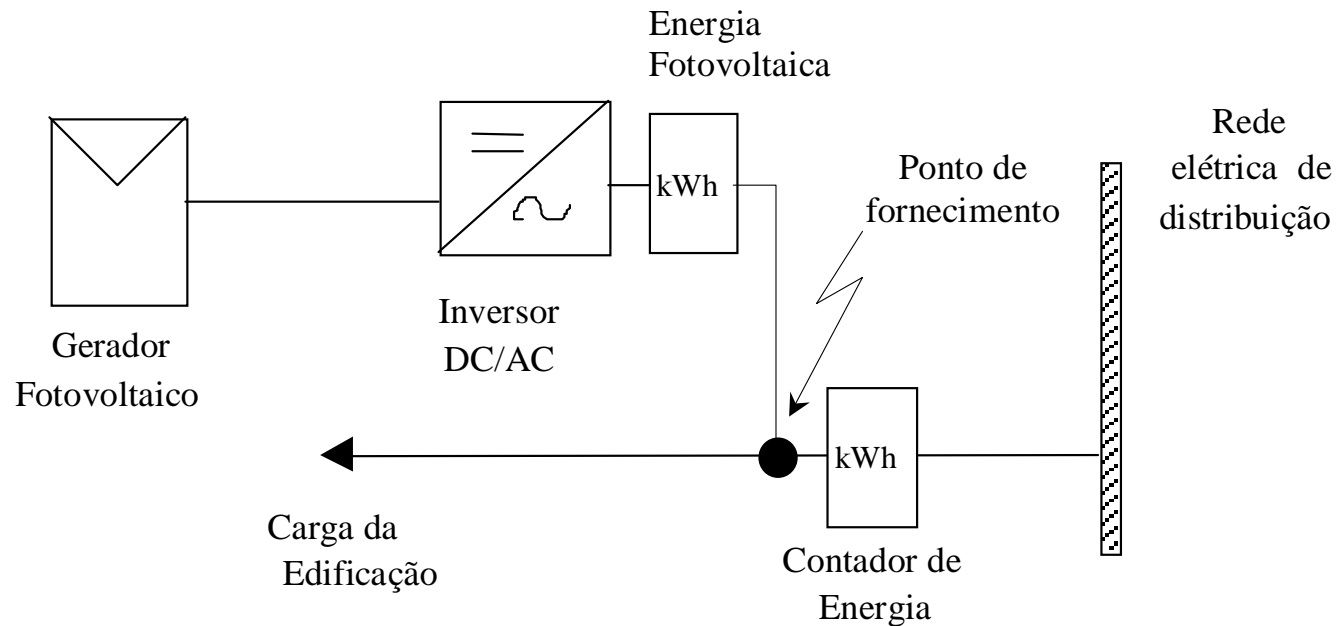 Energia
Fotovoltaica
Rede
elétrica de
distribuição
Ponto de
fornecimento
kWh
Inversor
DC/AC
Gerador
Fotovoltaico
kWh
Carga da
Edificação
Contador de
Energia